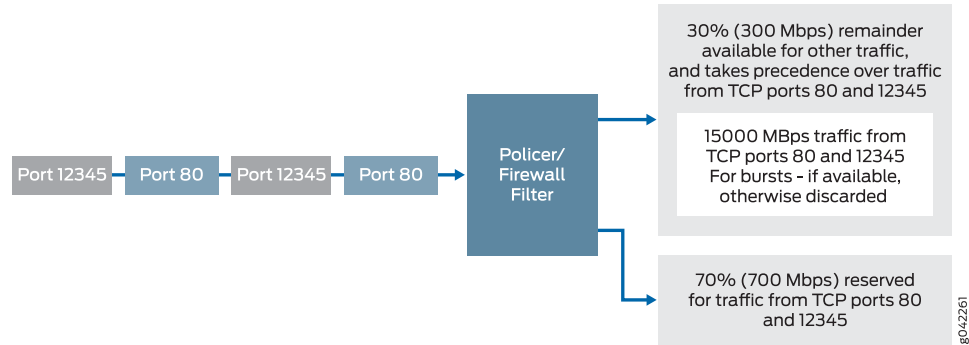 Port 12345
Port 80
Port 12345
Port 80
Policer/
Firewall
Filter
30% (300 Mbps) remainder
available for other traffic,
and takes precedence over traffic
from TCP ports 80 and 12345
15000 MBps traffic from
TCP ports 80 and 12345
For bursts - if available,
otherwise discarded
70% (700 Mbps) reserved
for traffic from TCP ports 80
and 12345
g042261